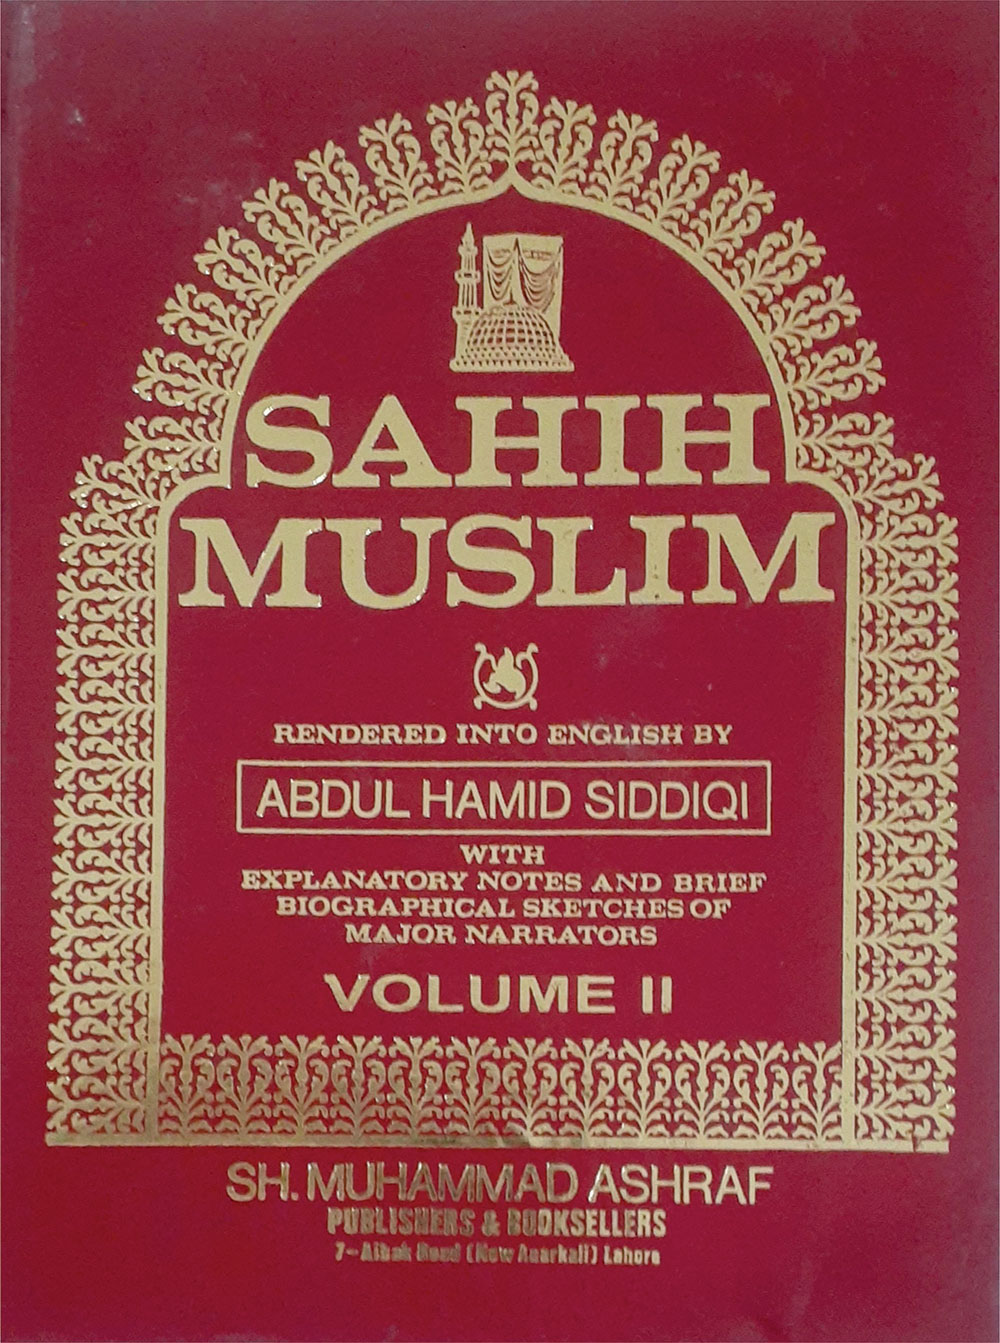 SAHIH
MUSLIM
RENDERED INTO ENGLISH BY
ABDUL HAMID SIDDIQI
WITH
EXPLANATORY NOTES AND BRIEF
BIOGRAPHICAL SKETCHES OF
MAJOR NARRATORS
VOLUME II
SH. MUHAMMAD ASHRAF
PUBLISHERS & BOOKSELLERS
7-Aibak Road (New Anarkali) Lahore